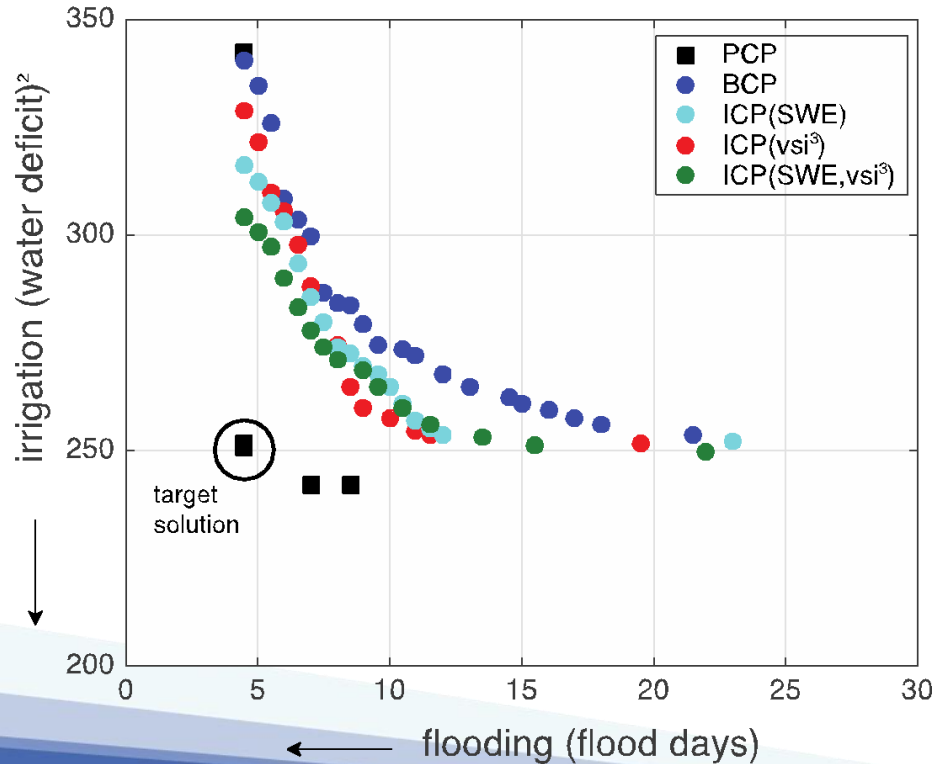 350
300
250
200
0
5
10
15
20
25
30
irrigation (water deficit)²
flooding (flood days)
PCP
BCP
ICP(SWE)
ICP(vsi³)
ICP(SWE,vsi³)
target
solution